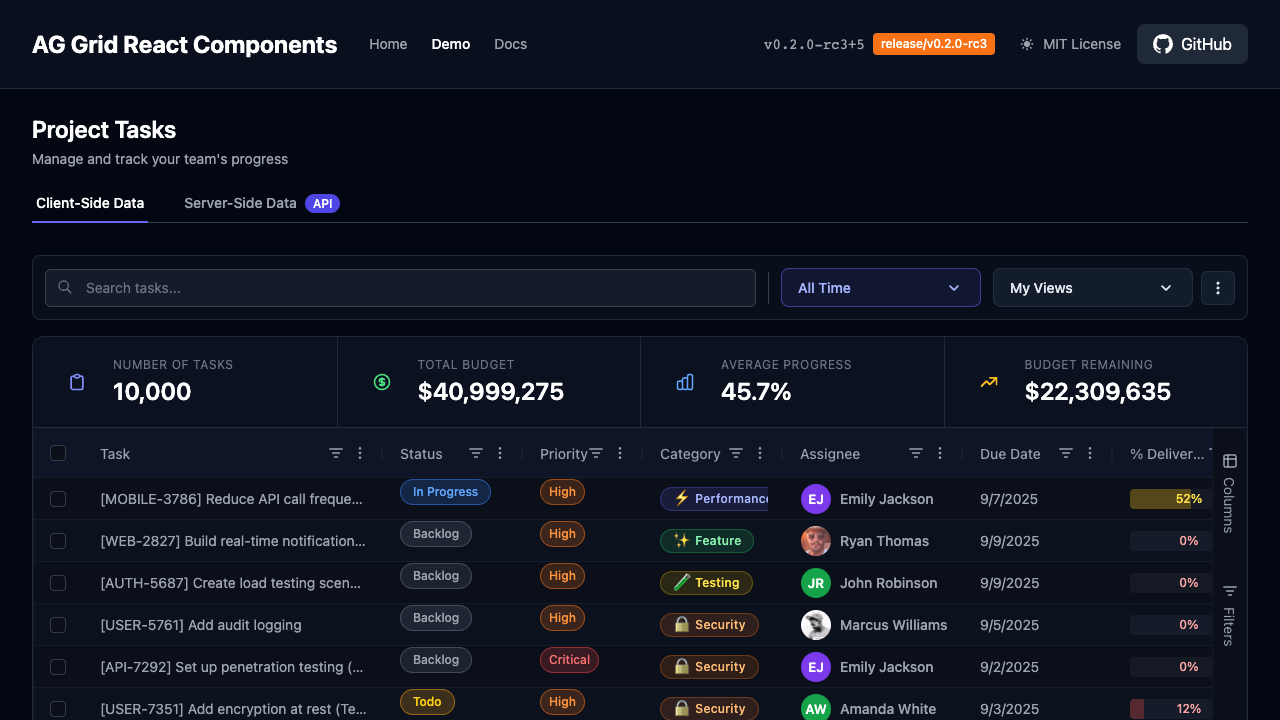 AG Grid React Components Home Demo Docs v0.2.0-rc3+5 release/v0.2.0-rc3 MIT License GitHub
Project Tasks
Manage and track your team's progress
Client-Side Data Server-Side Data API
Search tasks... All Time My Views
NUMBER OF TASKS TOTAL BUDGET AVERAGE PROGRESS BUDGET REMAINING
10,000 $40,999,275 45.7% $22,309,635
Task Status Priority Category Assignee Due Date % Deliver...
[MOBILE-3786] Reduce API call freque... In Progress High Performance EJ Emily Jackson 9/7/2025 52%
[WEB-2827] Build real-time notification... Backlog High Feature Ryan Thomas 9/9/2025 0%
[AUTH-5687] Create load testing scen... Backlog High Testing JR John Robinson 9/9/2025 0%
[USER-5761] Add audit logging Backlog High Security Marcus Williams 9/5/2025 0%
[API-7292] Set up penetration testing (... Backlog Critical Security EJ Emily Jackson 9/2/2025 0%
[USER-7351] Add encryption at rest (Te... Todo High Security AW Amanda White 9/3/2025 12%
Columns
Filters